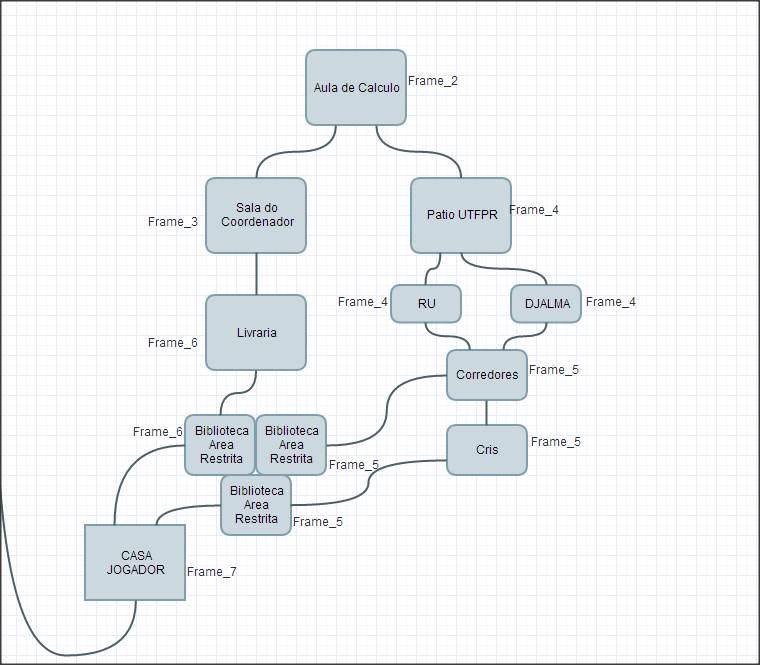 Aula de Calculo
Frame_2
Sala do
Coordenador
Frame_3
Patio UTFPR
Frame_4
Frame_4
RU
DJALMA
Frame_4
Livraria
Frame_6
Corredores
Frame_5
Frame_6
Biblioteca
Area
Restrita
Biblioteca
Area
Restrita
Frame_5
Cris
Frame_5
Biblioteca
Area
Restrita
Frame_5
CASA
JOGADOR
Frame_7